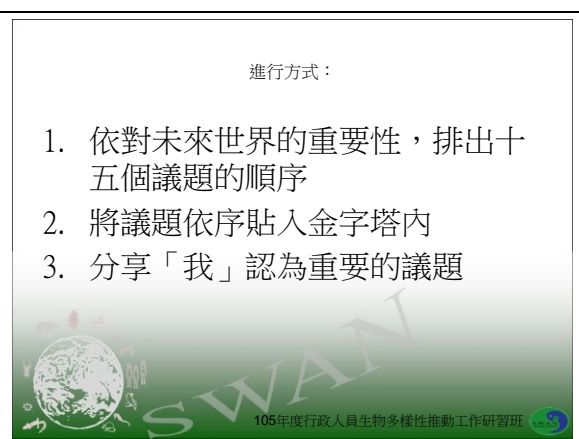 進行方式：
1. 依對未來世界的重要性，排出十
五個議題的順序
2. 將議題依序貼入金字塔內
3. 分享「我」認為重要的議題
SWAN
105年度行政人員生物多樣性推動工作研習班